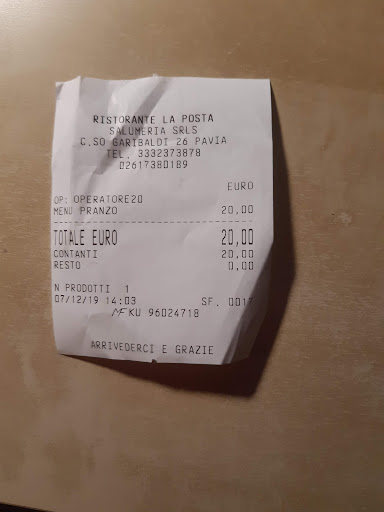 RISTORANTE LA POSTA
SALUMERIA SRLS
C.SO GARIBALDI 26 PAVIA
TEL. 3332373878
02617380189
EURO
OP: OPERATORE20
MENU PRANZO 20,00
TOTALE EURO 20,00
CONTANTI 20,00
RESTO 0,00
N PRODOTTI 1
07/12/19 14:03 SF. 0017
MFKU 96024718
ARRIVEDERCI E GRAZIE